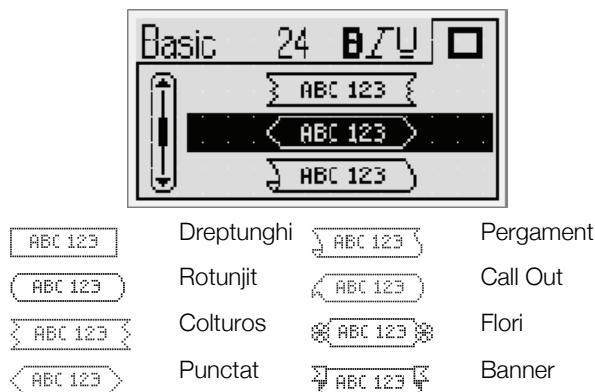 Basic 24 B I U
ABC 123
ABC 123
ABC 123
ABC 123 Dreptunghi ABC 123 Pergament
ABC 123 Rotunjit ABC 123 Call Out
ABC 123 Colturos ABC 123 Flori
ABC 123 Punctat ABC 123 Banner